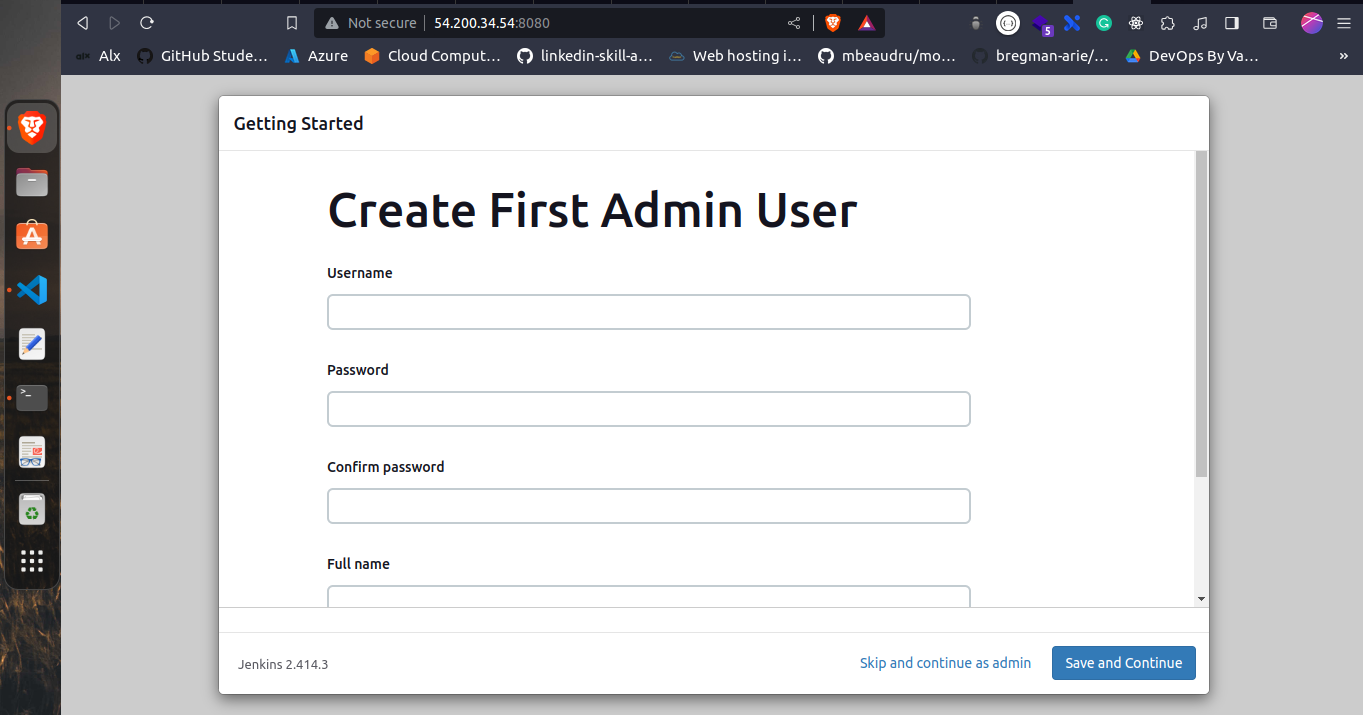 Not secure 54.200.34.54:8080
5
alx Alx GitHub Stude... Azure Cloud Comput... linkedin-skill-a... Web hosting i... mbeaudru/mo... bregman-arie/... DevOps By Va... »
Getting Started
Create First Admin User
Username
Password
Confirm password
Full name
Jenkins 2.414.3
Skip and continue as admin
Save and Continue